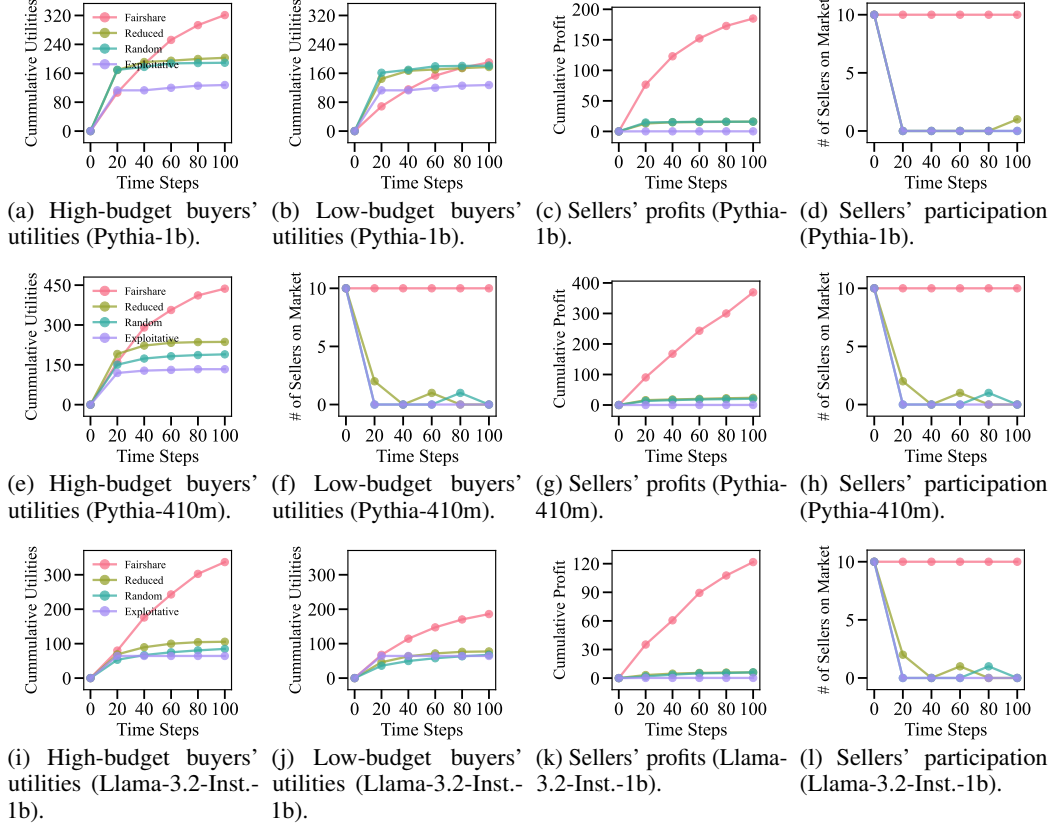 Cummulative Utilities
320
240
160
80
0
Fairshare
Reduced
Random
Exploitative
0 20 40 60 80 100
Time Steps
(a) High-budget buyers'
utilities (Pythia-1b).
Cummulative Utilities
320
240
160
80
0
0 20 40 60 80 100
Time Steps
(b) Low-budget buyers'
utilities (Pythia-1b).
Cumulative Profit
200
150
100
50
0
0 20 40 60 80 100
Time Steps
(c) Sellers' profits (Pythia-
1b).
# of Sellers on Market
10
5
0
0 20 40 60 80 100
Time Steps
(d) Sellers' participation
(Pythia-1b).
Cummulative Utilities
450
300
150
0
Fairshare
Reduced
Random
Exploitative
0 20 40 60 80 100
Time Steps
(e) High-budget buyers'
utilities (Pythia-410m).
# of Sellers on Market
10
5
0
0 20 40 60 80 100
Time Steps
(f) Low-budget buyers'
utilities (Pythia-410m).
Cumulative Profit
400
300
200
100
0
0 20 40 60 80 100
Time Steps
(g) Sellers' profits (Pythia-
410m).
# of Sellers on Market
10
5
0
0 20 40 60 80 100
Time Steps
(h) Sellers' participation
(Pythia-410m).
Cummulative Utilities
300
200
100
0
Fairshare
Reduced
Random
Exploitative
0 20 40 60 80 100
Time Steps
(i) High-budget buyers'
utilities (Llama-3.2-Inst.-
1b).
Cummulative Utilities
300
200
100
0
0 20 40 60 80 100
Time Steps
(j) Low-budget buyers'
utilities (Llama-3.2-Inst.-
1b).
Cumulative Profit
120
90
60
30
0
0 20 40 60 80 100
Time Steps
(k) Sellers' profits (Llama-
3.2-Inst.-1b).
# of Sellers on Market
10
5
0
0 20 40 60 80 100
Time Steps
(l) Sellers' participation
(Llama-3.2-Inst.-1b).